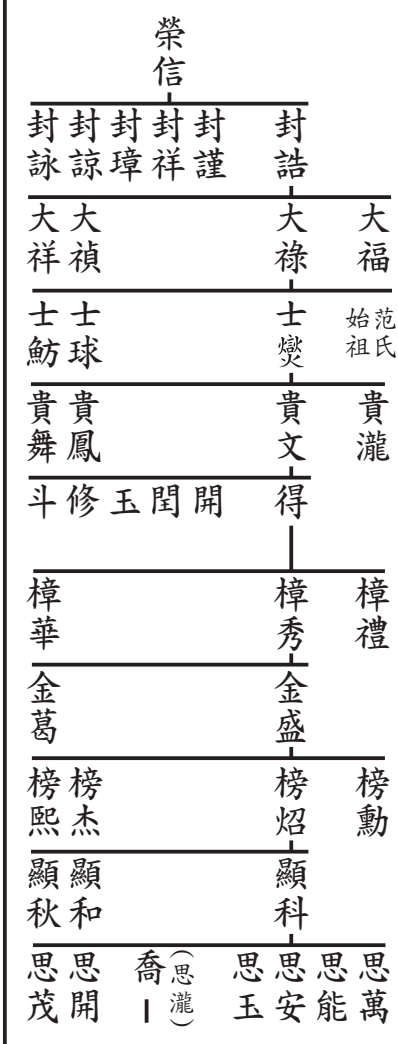 榮信
封誥 封謹 封祥 封璋 封諒 封詠
大福 大祿 大禎 大祥
范氏始祖 士爕 士球 士魴
貴瀧 貴文 貴鳳 貴舞
得 開 閏 玉 修 斗
樟禮 樟秀 樟華
金盛 金葛
榜勳 榜炤 榜杰 榜熙
顯科 顯和 顯秋
思萬 思能 思安 思玉 (思瀧) 喬一 思開 思茂